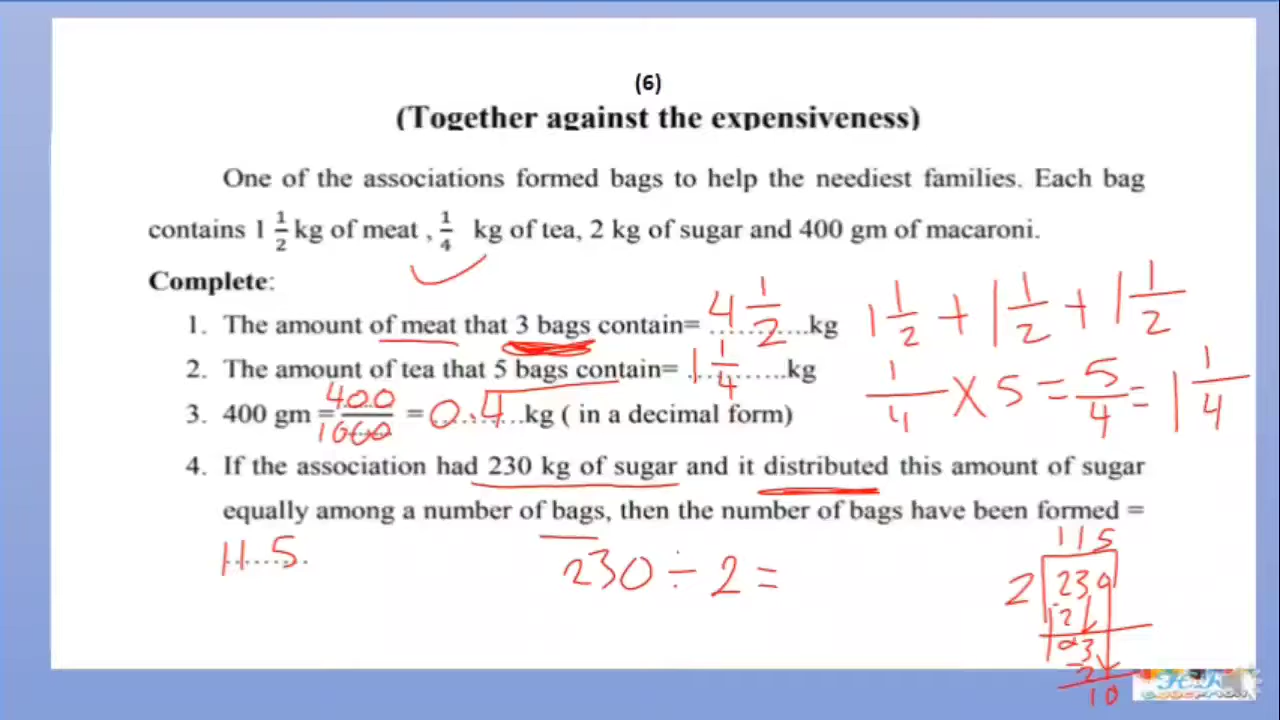 (6)
(Together against the expensiveness)
One of the associations formed bags to help the neediest families. Each bag
contains 1 1/2 kg of meat , 1/4 kg of tea, 2 kg of sugar and 400 gm of macaroni.
Complete:
1. The amount of meat that 3 bags contain= 4 1/2 ..........kg
1 1/2 + 1 1/2 + 1 1/2
2. The amount of tea that 5 bags contain= 1 1/4 ..........kg
1/4 × 5 = 5/4 = 1 1/4
3. 400 gm = 400/1000 = 0.4 ..........kg ( in a decimal form)
4. If the association had 230 kg of sugar and it distributed this amount of sugar
equally among a number of bags, then the number of bags have been formed =
115
230 ÷ 2 =
115
2 230
2
03
2
10